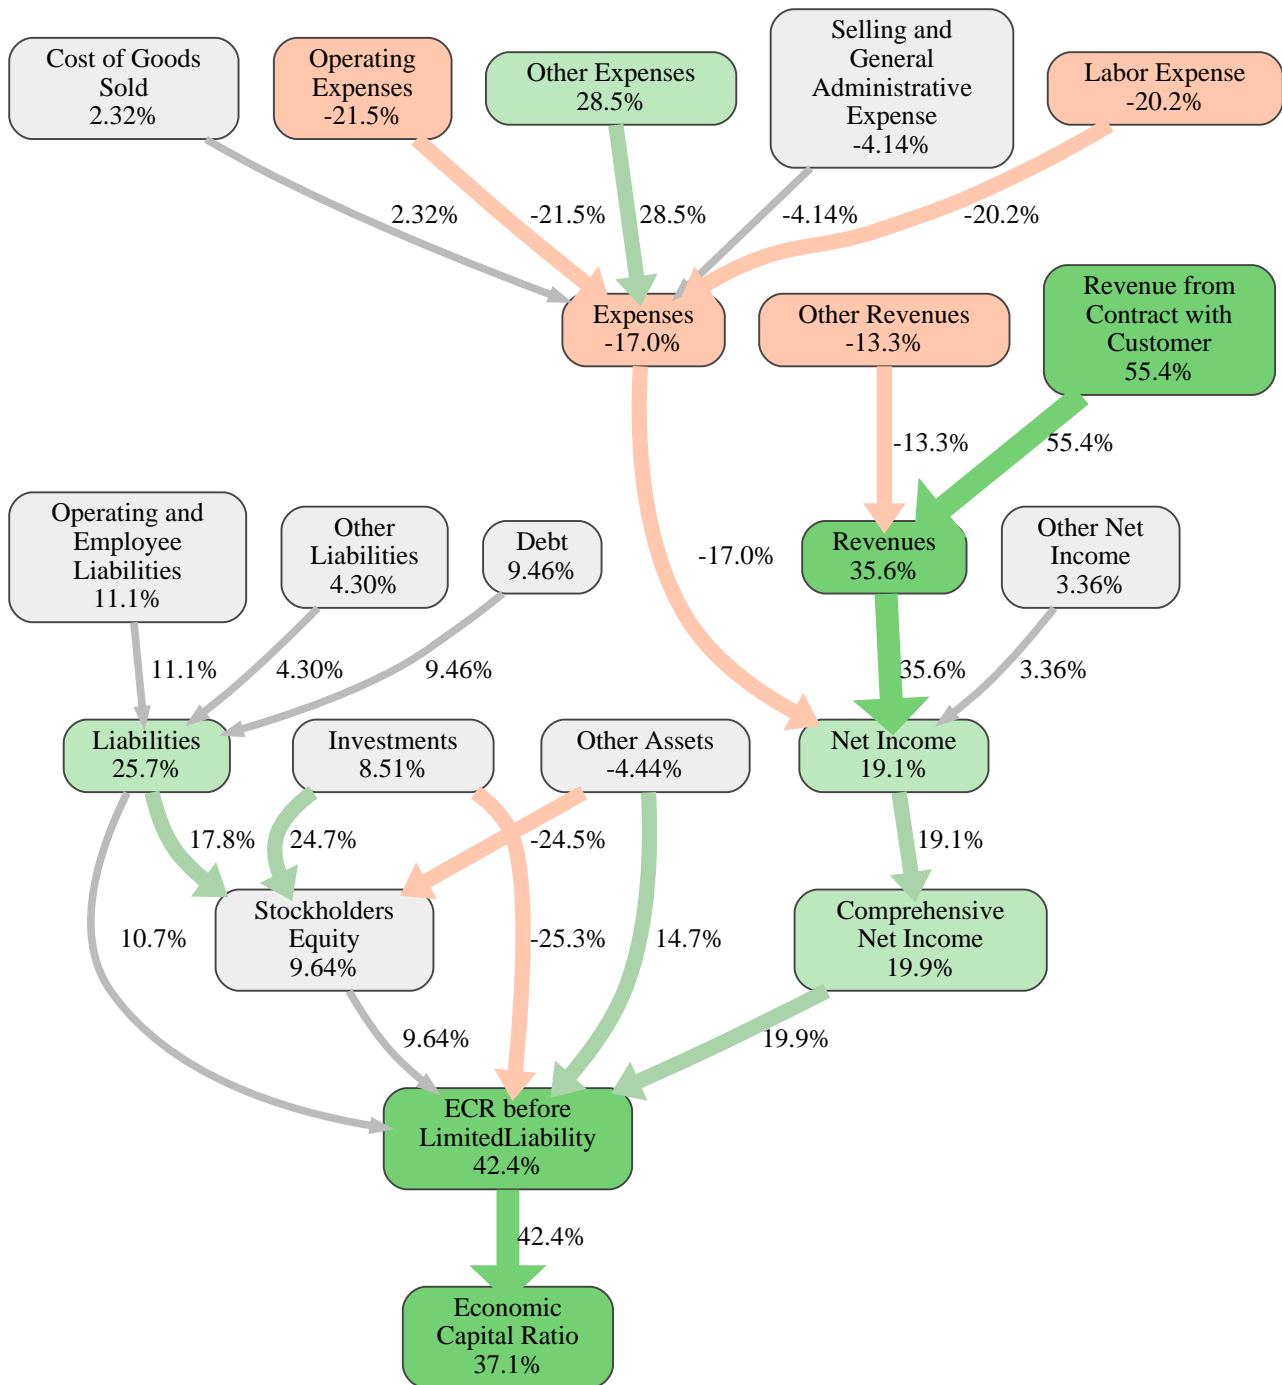 Cost of Goods
Sold
2.32%
Operating
Expenses
-21.5%
Other Expenses
28.5%
Selling and
General
Administrative
Expense
-4.14%
Labor Expense
-20.2%
2.32%
-21.5%
28.5%
-4.14%
-20.2%
Expenses
-17.0%
Other Revenues
-13.3%
Revenue from
Contract with
Customer
55.4%
-13.3%
55.4%
Operating and
Employee
Liabilities
11.1%
Other
Liabilities
4.30%
Debt
9.46%
-17.0%
Revenues
35.6%
Other Net
Income
3.36%
11.1%
4.30%
9.46%
35.6%
3.36%
Liabilities
25.7%
Investments
8.51%
Other Assets
-4.44%
Net Income
19.1%
17.8%
24.7%
-24.5%
19.1%
Stockholders
Equity
9.64%
Comprehensive
Net Income
19.9%
10.7%
-25.3%
14.7%
9.64%
19.9%
ECR before
LimitedLiability
42.4%
42.4%
Economic
Capital Ratio
37.1%